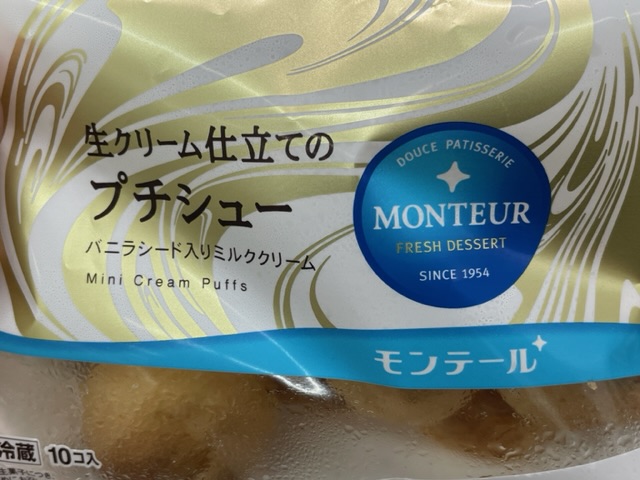 生クリーム仕立ての
プチシュー
バニラシード入りミルククリーム
Mini Cream Puffs
DOUCE PATISSERIE
MONTEUR
FRESH DESSERT
SINCE 1954
モンテール
冷蔵 10コ入